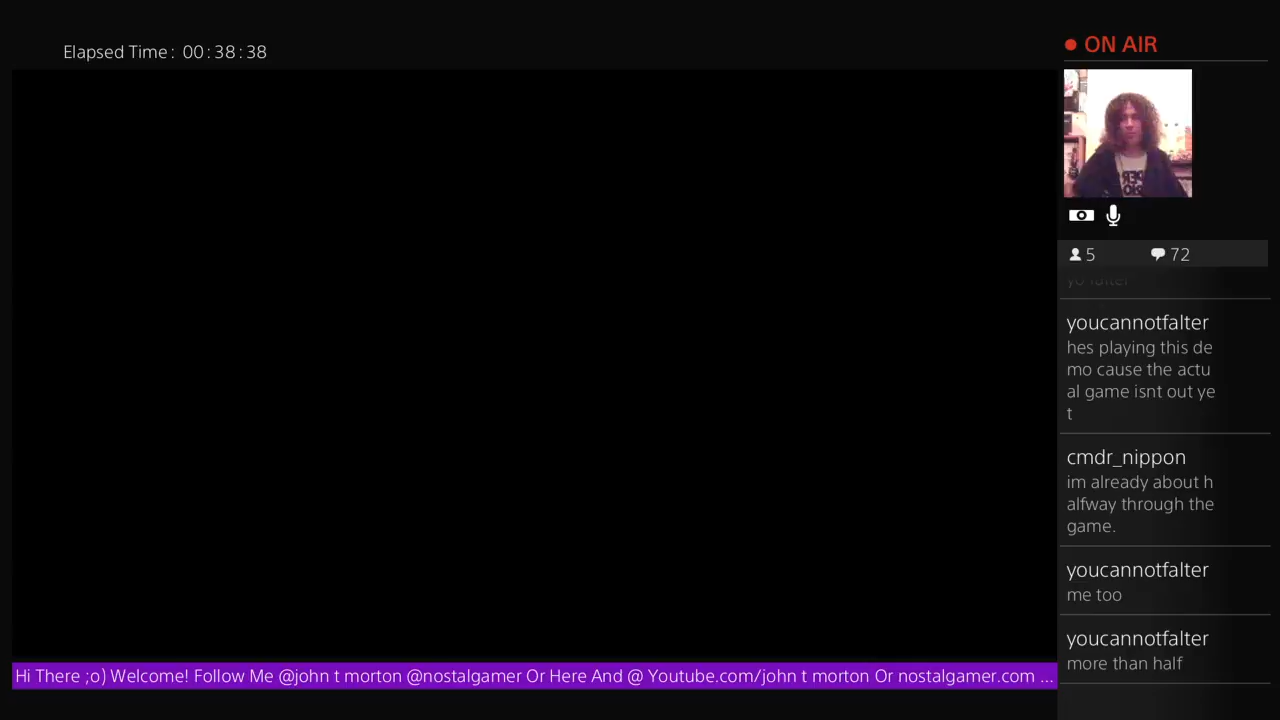 Elapsed Time: 00:38:38
ON AIR
5
72
yo falter
youcannotfalter
hes playing this de
mo cause the actu
al game isnt out ye
t
cmdr_nippon
im already about h
alfway through the
game.
youcannotfalter
me too
youcannotfalter
more than half
Hi There ;o) Welcome! Follow Me @john t morton @nostalgamer Or Here And @ Youtube.com/john t morton Or nostalgamer.com ...